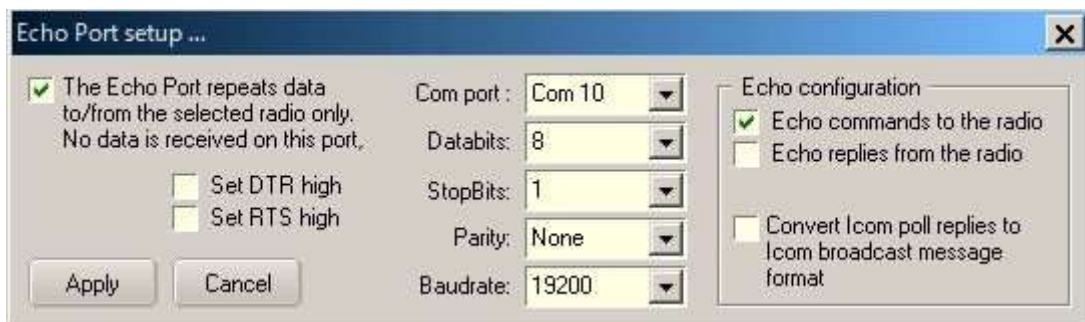 Echo Port setup ...
The Echo Port repeats data
to/from the selected radio only.
No data is received on this port,
Set DTR high
Set RTS high
Apply
Cancel
Com port :
Com 10
Databits:
8
StopBits:
1
Parity:
None
Baudrate:
19200
Echo configuration
Echo commands to the radio
Echo replies from the radio
Convert Icom poll replies to
Icom broadcast message
format